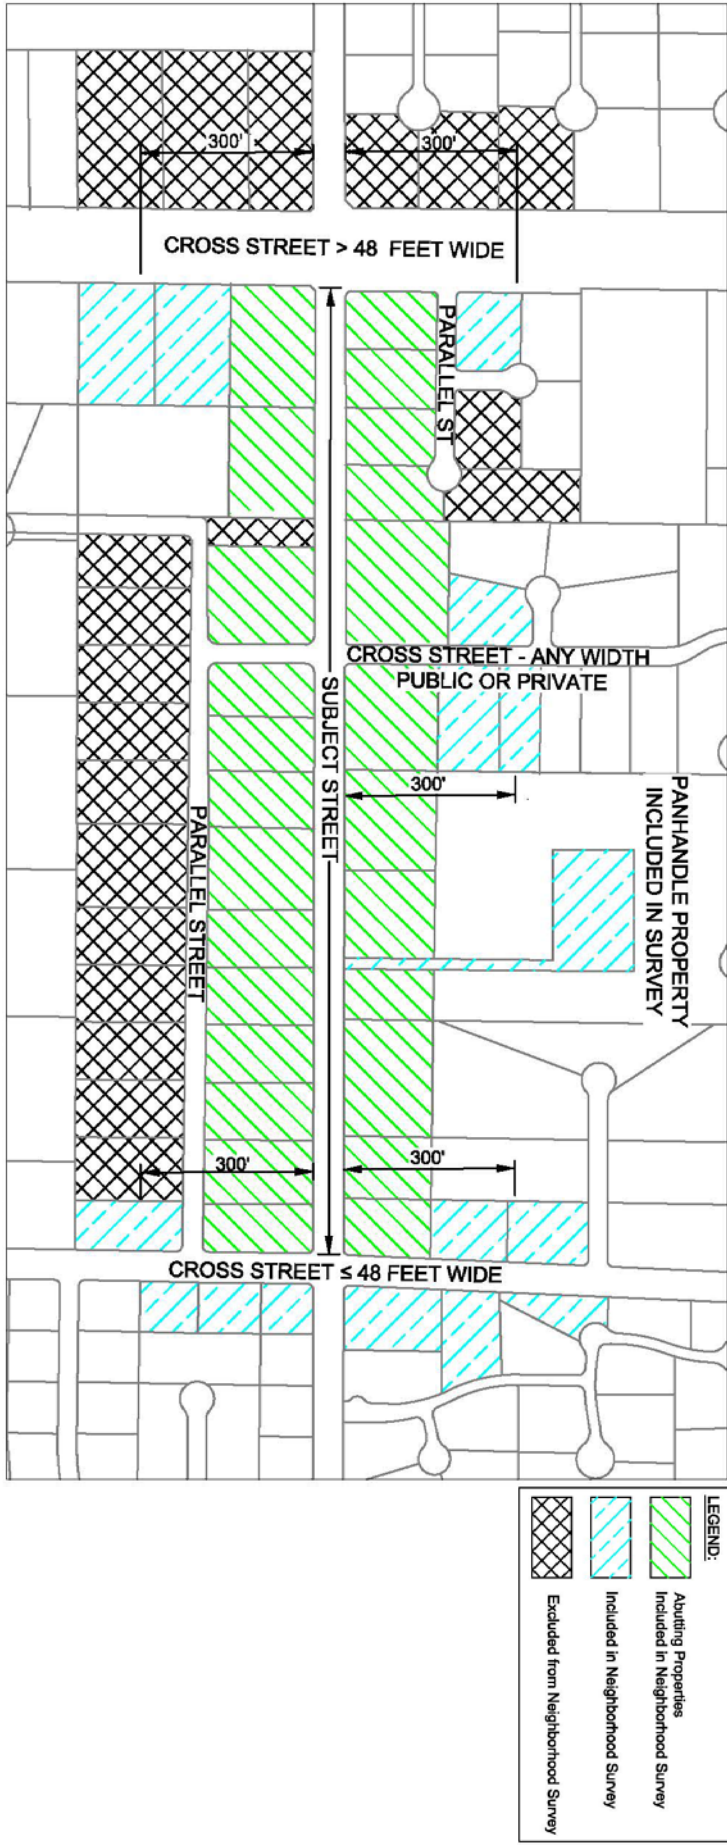 300'
300'
CROSS STREET > 48 FEET WIDE
PARALLEL ST
CROSS STREET - ANY WIDTH
PUBLIC OR PRIVATE
SUBJECT STREET
300'
PANHANDLE PROPERTY
INCLUDED IN SURVEY
PARALLEL STREET
300'
300'
CROSS STREET ≤ 48 FEET WIDE
LEGEND:
Abutting Properties
Included in Neighborhood Survey
Included in Neighborhood Survey
Excluded from Neighborhood Survey